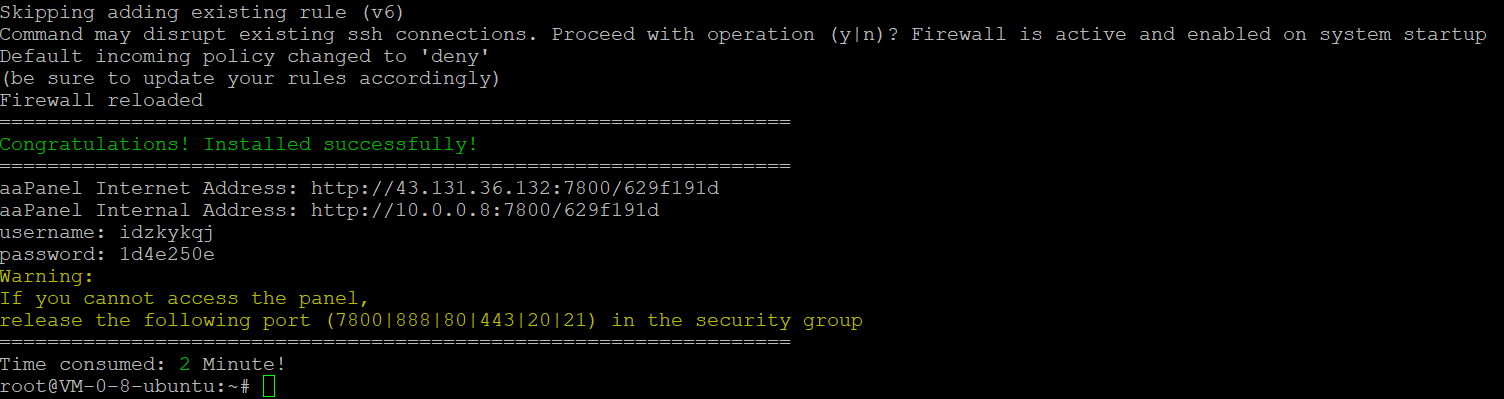 Skipping adding existing rule (v6)
Command may disrupt existing ssh connections. Proceed with operation (y|n)? Firewall is active and enabled on system startup
Default incoming policy changed to 'deny'
(be sure to update your rules accordingly)
Firewall reloaded
==================================================================
Congratulations! Installed successfully!
==================================================================
aaPanel Internet Address: http://43.131.36.132:7800/629f191d
aaPanel Internal Address: http://10.0.0.8:7800/629f191d
username: idzkykqj
password: 1d4e250e
Warning:
If you cannot access the panel,
release the following port (7800|888|80|443|20|21) in the security group
==================================================================
Time consumed: 2 Minute!
root@VM-0-8-ubuntu:~#